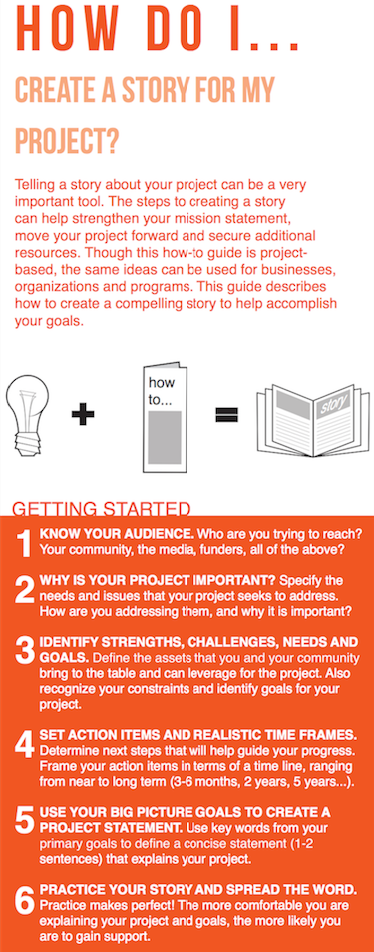 HOW DO I...
CREATE A STORY FOR MY
PROJECT?
Telling a story about your project can be a very
important tool. The steps to creating a story
can help strengthen your mission statement,
move your project forward and secure additional
resources. Though this how-to guide is project-
based, the same ideas can be used for businesses,
organizations and programs. This guide describes
how to create a compelling story to help accomplish
your goals.
how
to...
+
=
story
GETTING STARTED
1 KNOW YOUR AUDIENCE. Who are you trying to reach?
Your community, the media, funders, all of the above?
2 WHY IS YOUR PROJECT IMPORTANT? Specify the
needs and issues that your project seeks to address.
How are you addressing them, and why it is important?
3 IDENTIFY STRENGTHS, CHALLENGES, NEEDS AND
GOALS. Define the assets that you and your community
bring to the table and can leverage for the project. Also
recognize your constraints and identify goals for your
project.
4 SET ACTION ITEMS AND REALISTIC TIME FRAMES.
Determine next steps that will help guide your progress.
Frame your action items in terms of a time line, ranging
from near to long term (3-6 months, 2 years, 5 years...).
5 USE YOUR BIG PICTURE GOALS TO CREATE A
PROJECT STATEMENT. Use key words from your
primary goals to define a concise statement (1-2
sentences) that explains your project.
6 PRACTICE YOUR STORY AND SPREAD THE WORD.
Practice makes perfect! The more comfortable you are
explaining your project and goals, the more likely you
are to gain support.